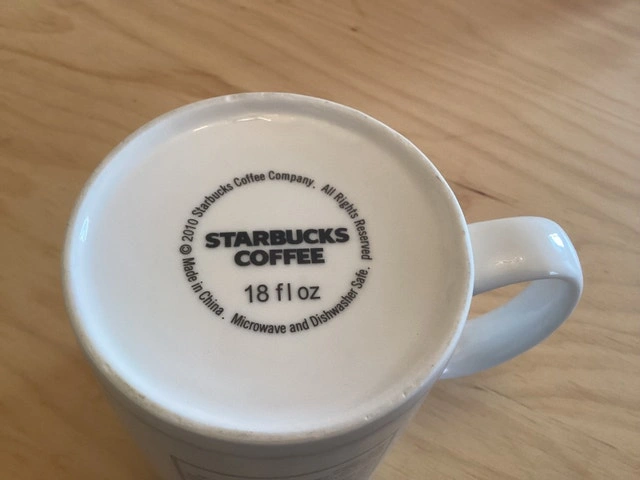 © 2010 Starbucks Coffee Company. All Rights Reserved
STARBUCKS
COFFEE
18 fl oz
Made in China. Microwave and Dishwasher Safe.